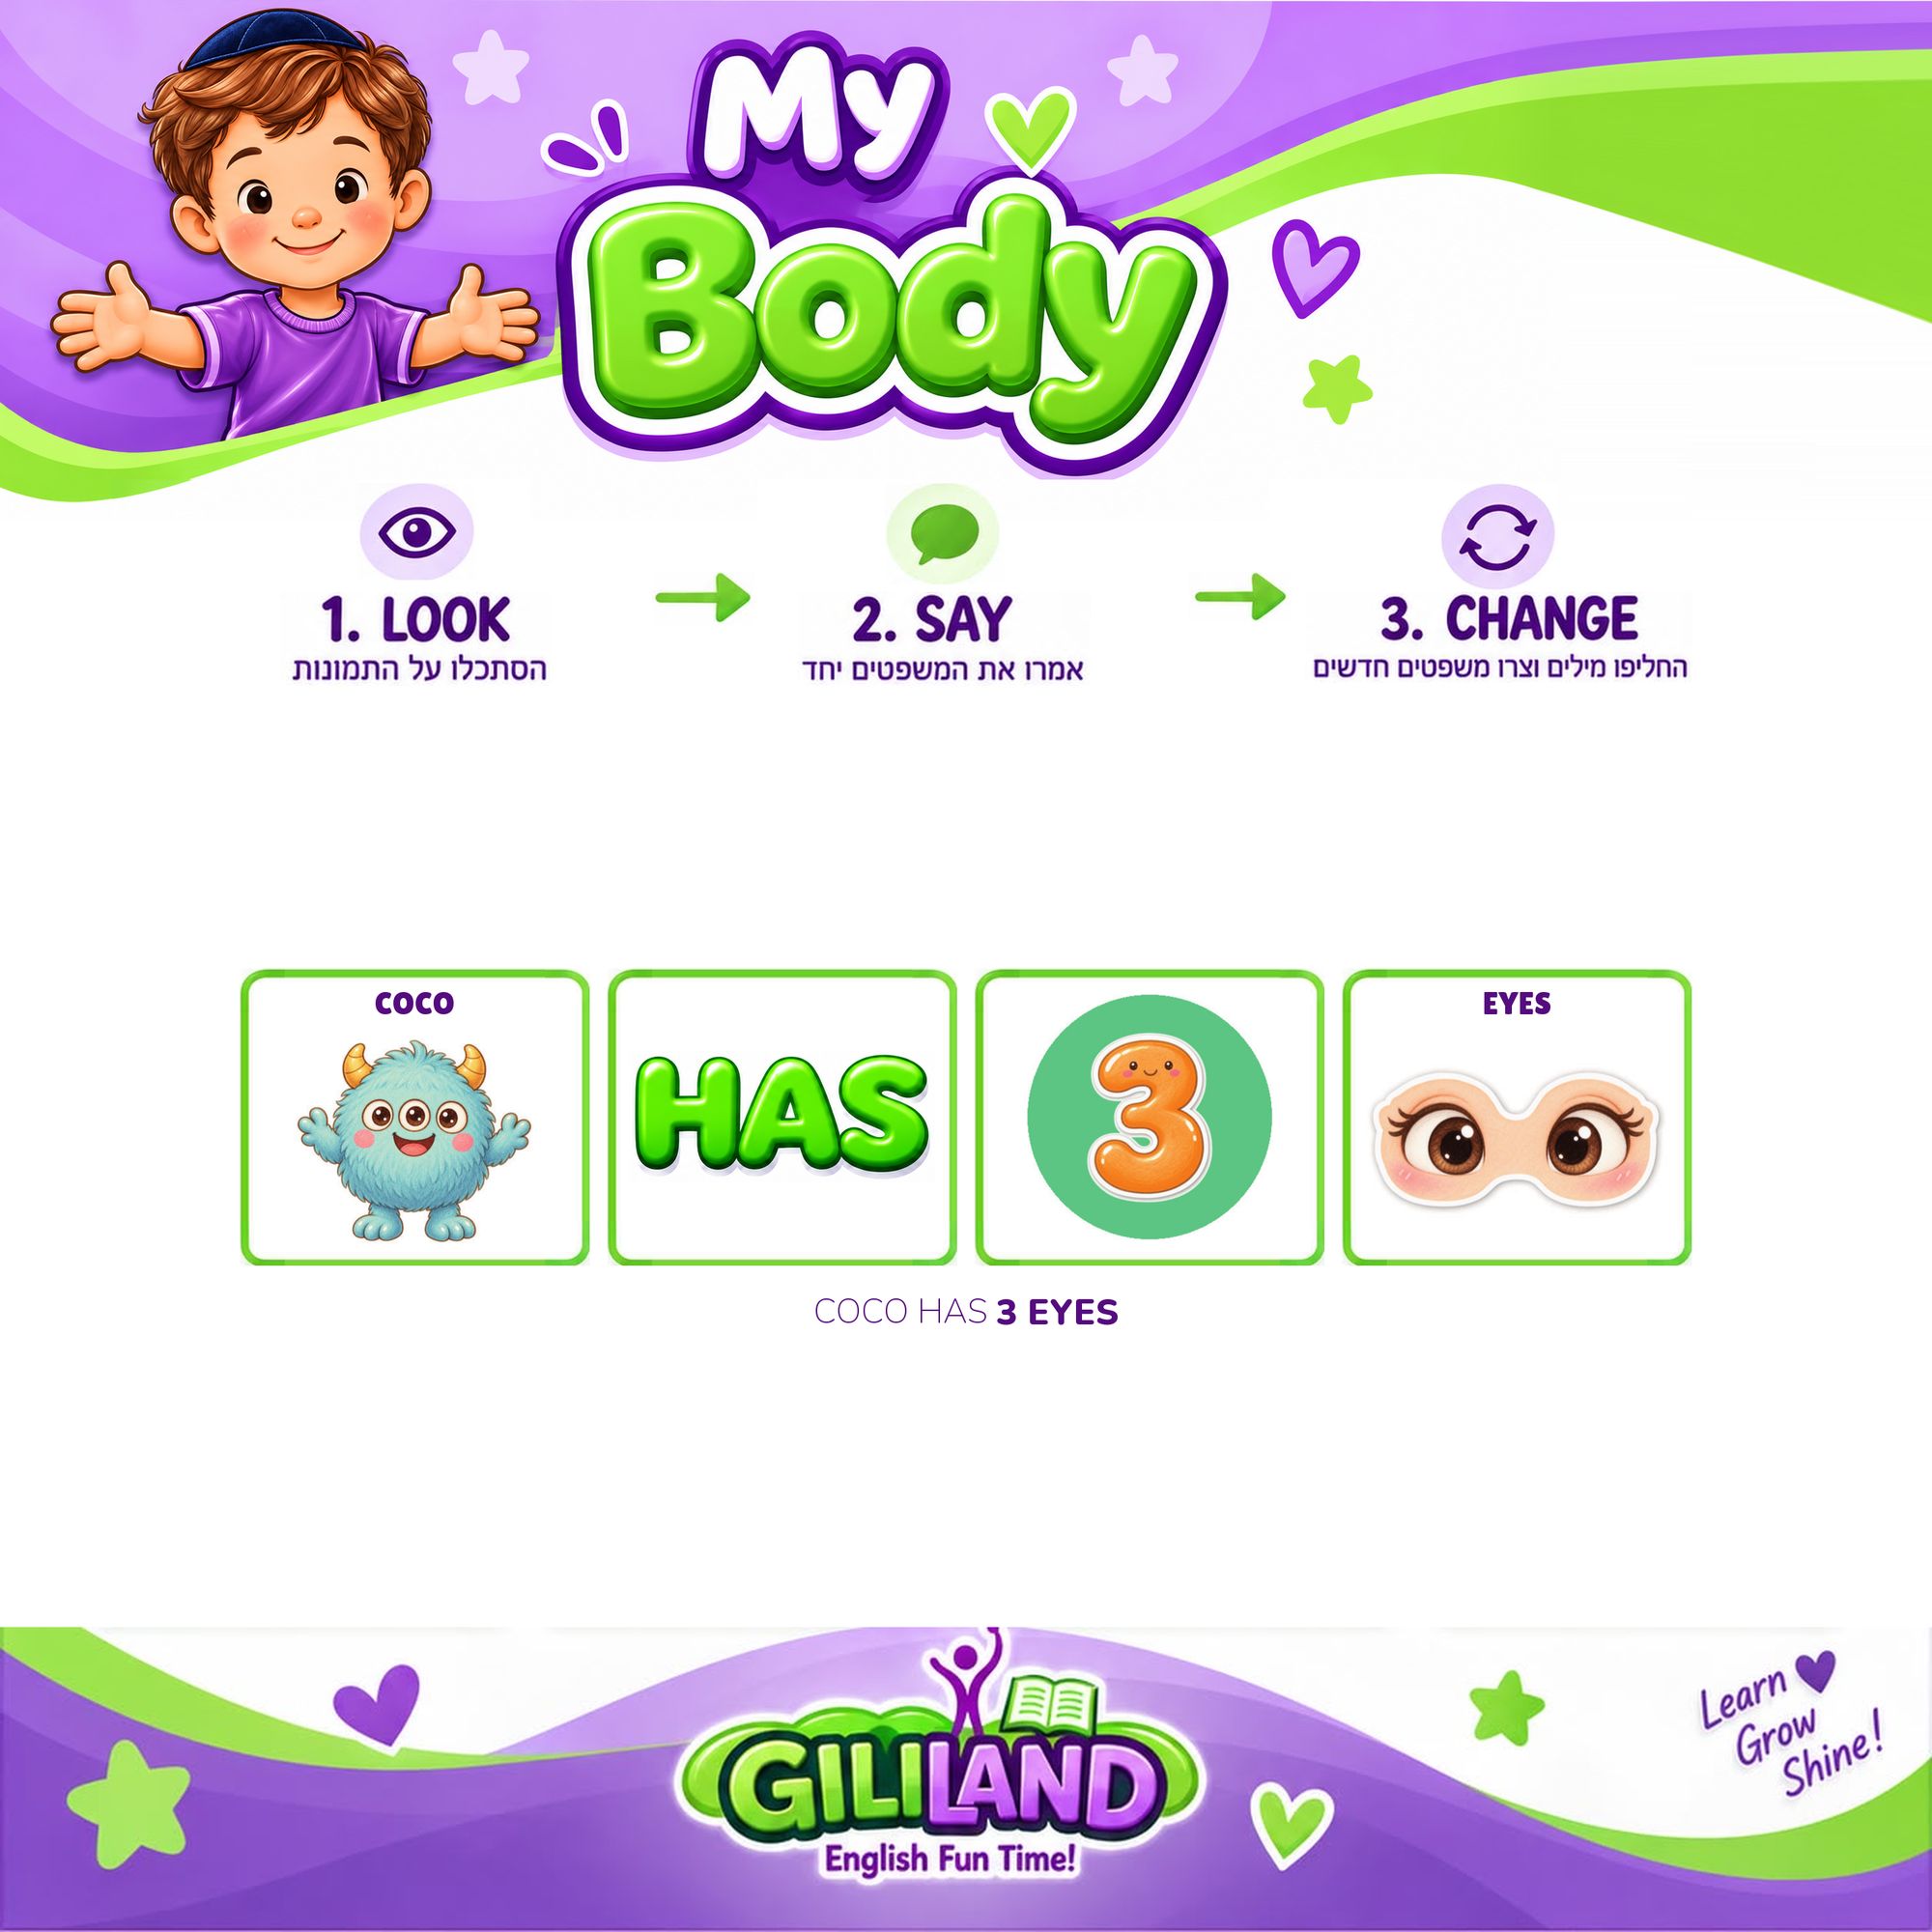 My
Body
1. LOOK
הסתכלו על התמונות
2. SAY
אמרו את המשפטים יחד
3. CHANGE
החליפו מילים וצרו משפטים חדשים
COCO
HAS
3
EYES
COCO HAS 3 EYES
GILILAND
English Fun Time!
Learn
Grow
Shine!